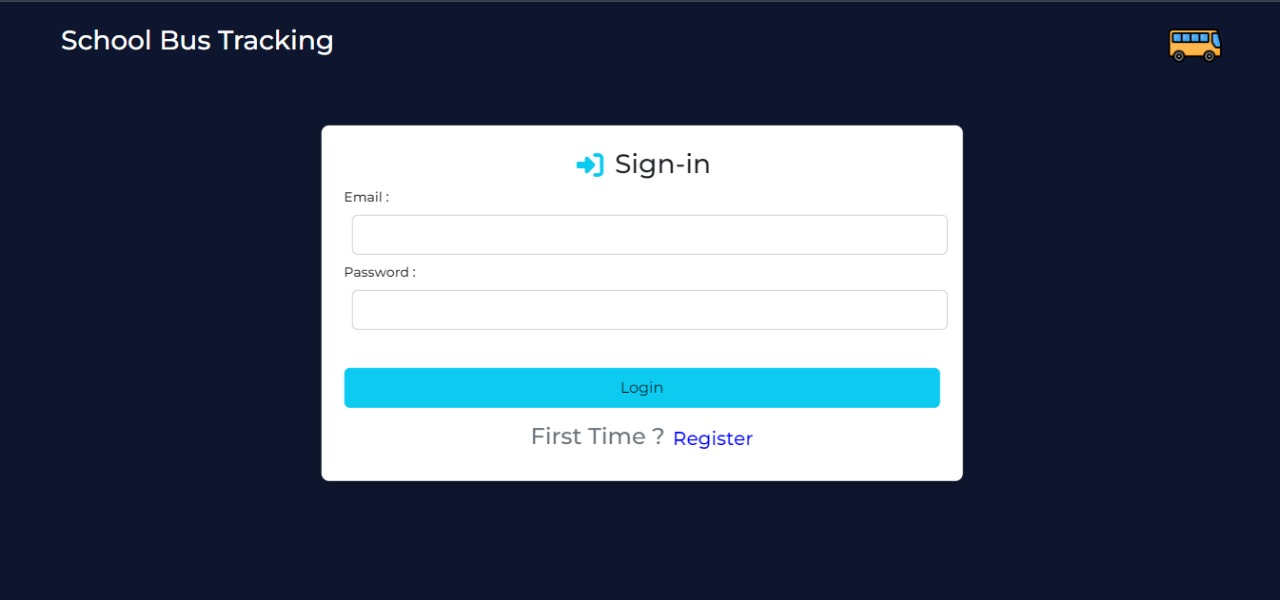 School Bus Tracking
Sign-in
Email :
Password :
Login
First Time ? Register